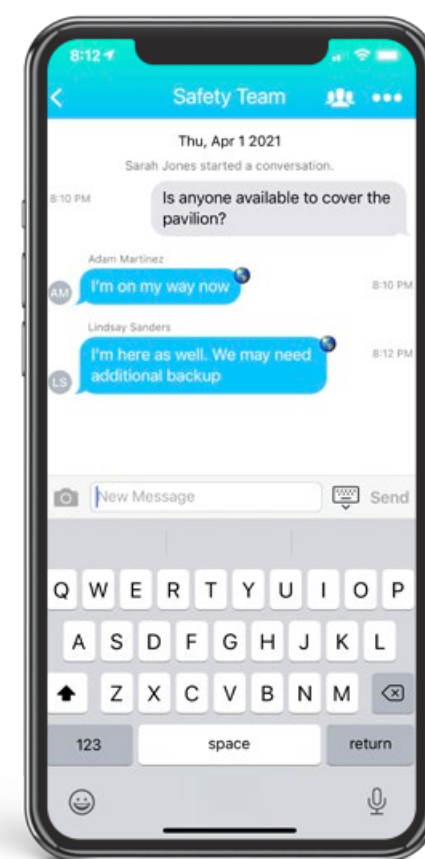 8:12
Safety Team
Thu, Apr 1 2021
Sarah Jones started a conversation.
8:10 PM
Is anyone available to cover the
pavilion?
Adam Martinez
AM
I'm on my way now
8:10 PM
Lindsay Sanders
LS
I'm here as well. We may need
additional backup
8:12 PM
New Message
Send
Q W E R T Y U I O P
A S D F G H J K L
Z X C V B N M
123 space return